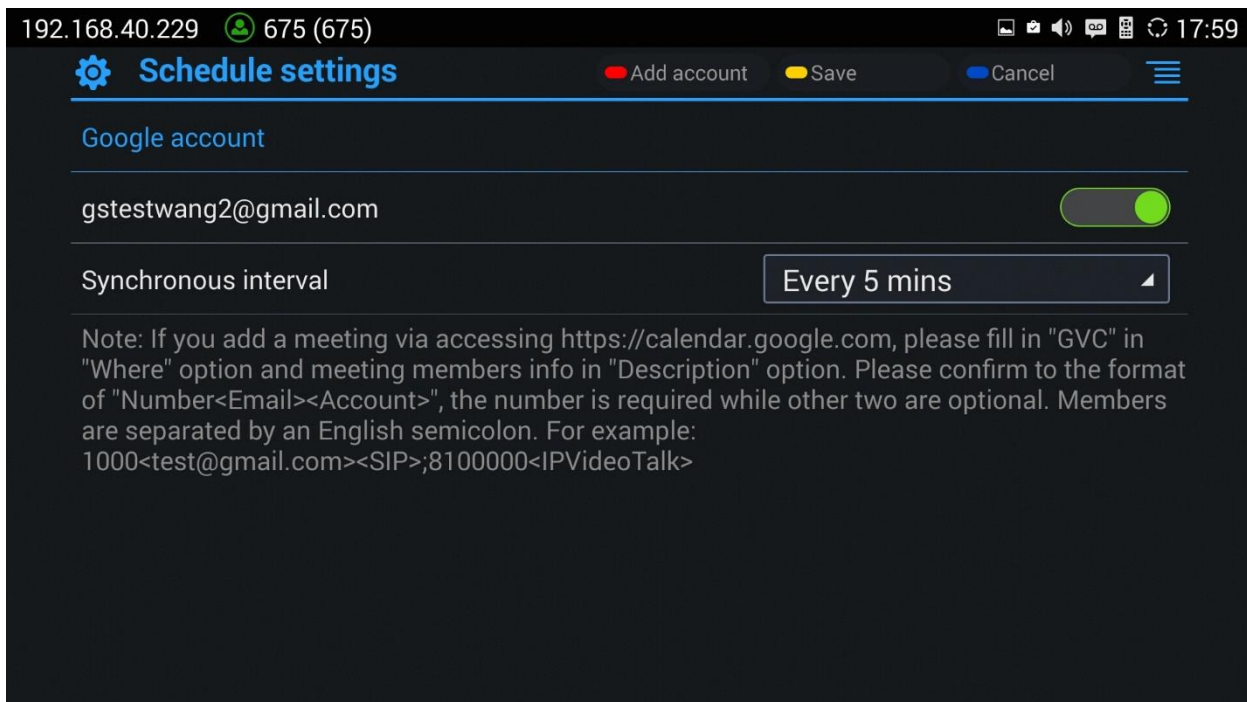 192.168.40.229 675 (675) 17:59
Schedule settings Add account Save Cancel
Google account
gstestwang2@gmail.com
Synchronous interval Every 5 mins
Note: If you add a meeting via accessing https://calendar.google.com, please fill in "GVC" in
"Where" option and meeting members info in "Description" option. Please confirm to the format
of "Number<Email><Account>", the number is required while other two are optional. Members
are separated by an English semicolon. For example:
1000<test@gmail.com><SIP>;8100000<IPVideoTalk>